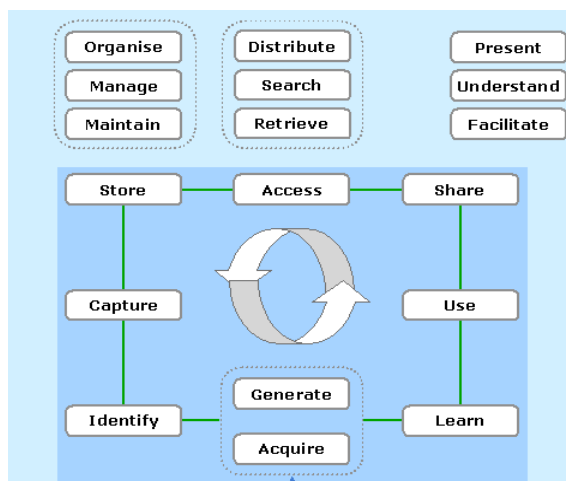 Organise
Manage
Maintain
Distribute
Search
Retrieve
Present
Understand
Facilitate
Store
Access
Share
Capture
Use
Identify
Generate
Acquire
Learn